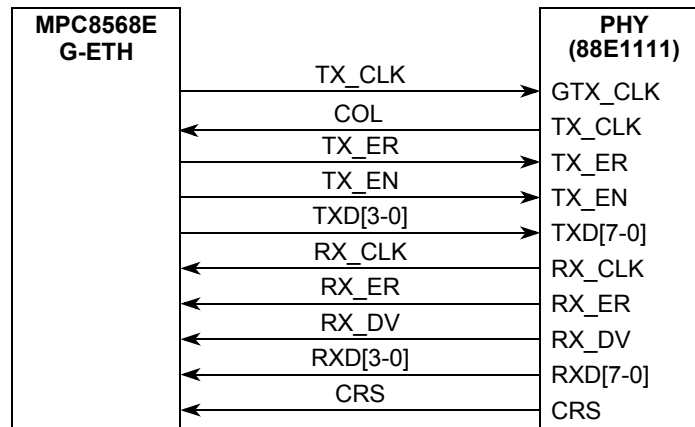 MPC8568E
G-ETH
PHY
(88E1111)
TX_CLK
GTX_CLK
COL
TX_CLK
TX_ER
TX_ER
TX_EN
TX_EN
TXD[3-0]
TXD[7-0]
RX_CLK
RX_CLK
RX_ER
RX_ER
RX_DV
RX_DV
RXD[3-0]
RXD[7-0]
CRS
CRS